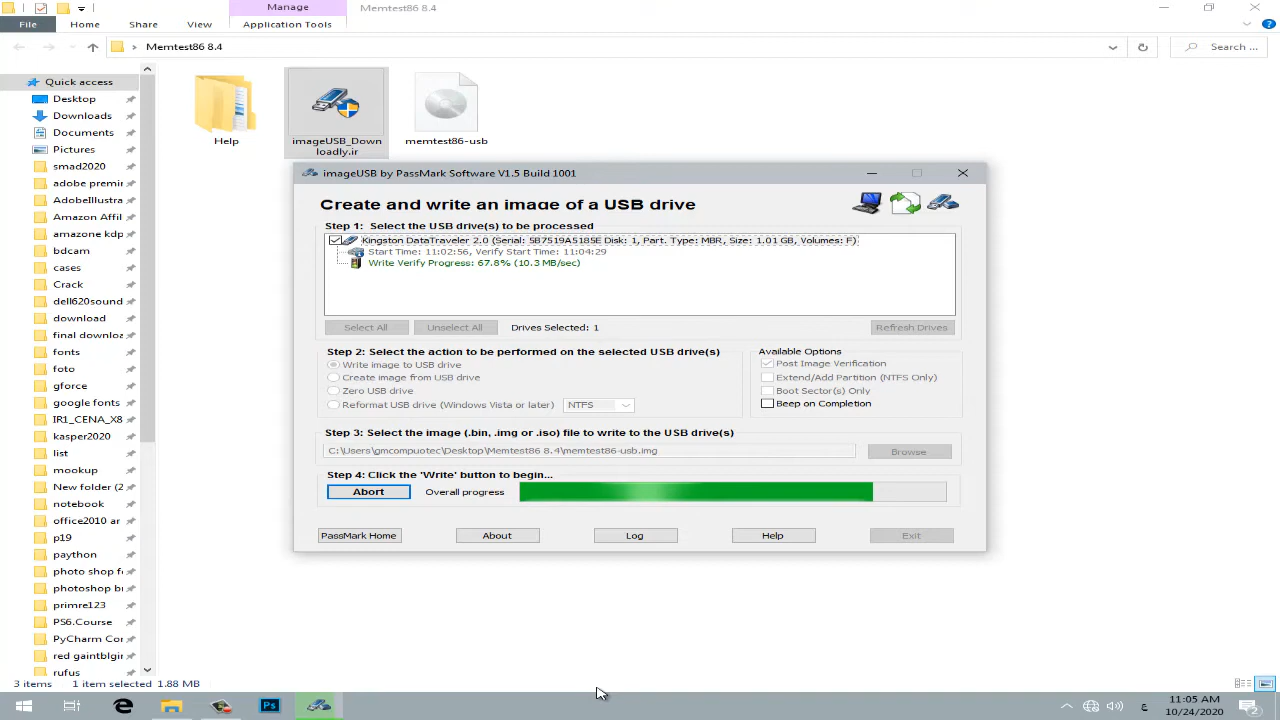 Manage
Memtest86 8.4
File
Home
Share
View
Application Tools
Memtest86 8.4
Search ...
Quick access
Desktop
Downloads
Documents
Pictures
smad2020
adobe premir
AdobeIllustra
Amazon Affil
amazone kdp
bdcam
cases
Crack
dell620sound
download
final downloa
fonts
foto
gforce
google fonts
IR1_CENA_X8
kasper2020
list
mookup
New folder (2
notebook
office2010 ar
p19
paython
photo shop fo
photoshop br
primre123
PS6.Course
PyCharm Con
red gaintblgin
rufus
Help
imageUSB_Down
loadly.ir
memtest86-usb
imageUSB by PassMark Software V1.5 Build 1001
Create and write an image of a USB drive
Step 1: Select the USB drive(s) to be processed
Kingston DataTraveler 2.0 (Serial: 5B7519A518SE Disk: 1, Part. Type: MBR, Size: 1.01 GB, Volumes: F)
Start Time: 11:02:56, Verify Start Time: 11:04:29
Write Verify Progress: 67.8% (10.3 MB/sec)
Select All
Unselect All
Drives Selected: 1
Refresh Drives
Step 2: Select the action to be performed on the selected USB drive(s)
Write image to USB drive
Create image from USB drive
Zero USB drive
Reformat USB drive (Windows Vista or later)
NTFS
Available Options
Post Image Verification
Extend/Add Partition (NTFS Only)
Boot Sector(s) Only
Beep on Completion
Step 3: Select the image (.bin, .img or .iso) file to write to the USB drive(s)
C:\Users\gmcompuotec\Desktop\Memtest86 8.4\memtest86-usb.img
Browse
Step 4: Click the 'Write' button to begin...
Abort
Overall progress
PassMark Home
About
Log
Help
Exit
3 items
1 item selected 1.88 MB
Ps
ع
11:05 AM
10/24/2020
2